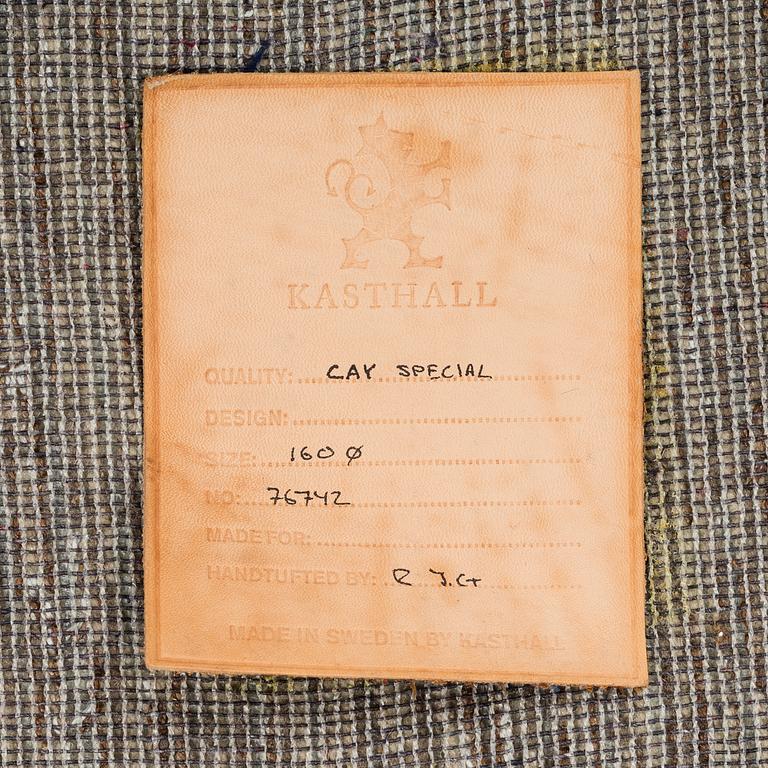 KASTHALL
QUALITY: CAY SPECIAL
DESIGN:
SIZE: 160 Ø
NO: 76742
MADE FOR:
HANDTUFTED BY:
MADE IN SWEDEN BY KASTHALL